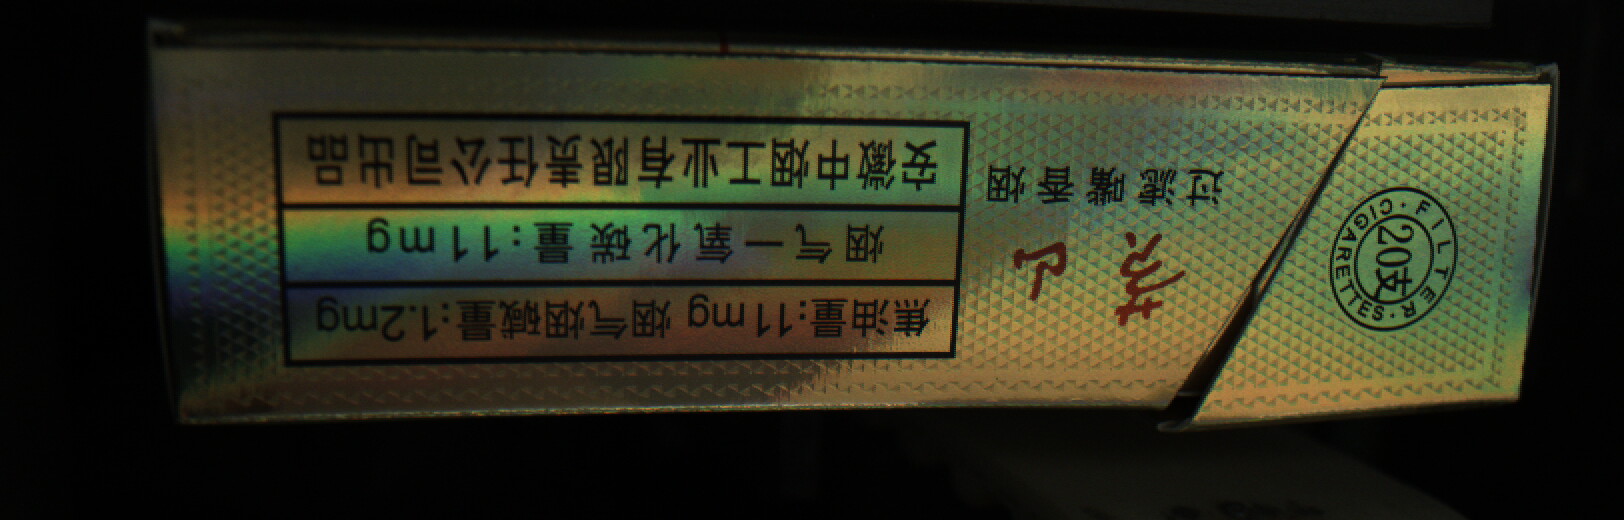 FILTER·CIGARETTES·
20支
黄山
过滤嘴香烟
焦油量:11mg 烟气烟碱量:1.2mg
烟气一氧化碳量:11mg
安徽中烟工业有限责任公司出品